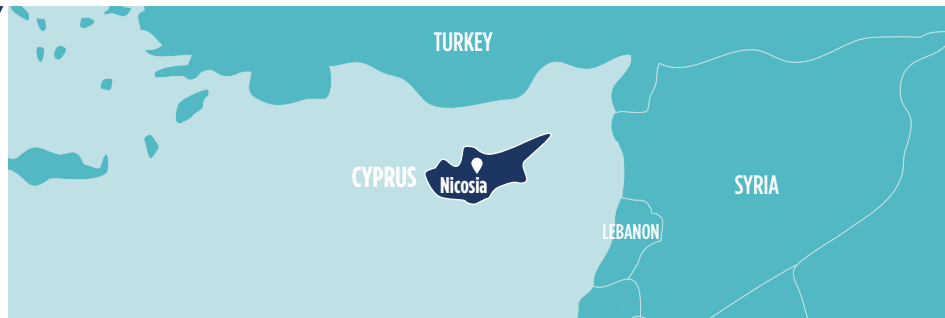 TURKEY
CYPRUS
Nicosia
SYRIA
LEBANON